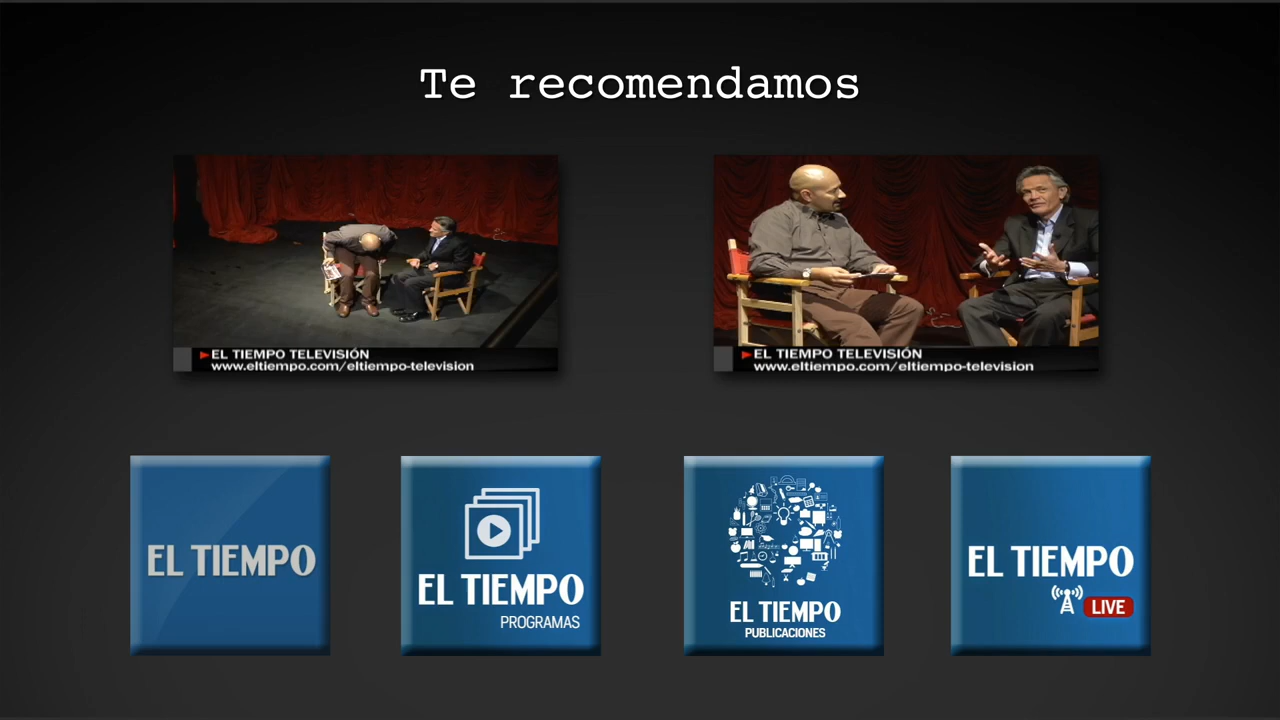 Te recomendamos
EL TIEMPO TELEVISIÓN
www.eltiempo.com/eltiempo-television
EL TIEMPO TELEVISIÓN
www.eltiempo.com/eltiempo-television
EL TIEMPO
EL TIEMPO
PROGRAMAS
EL TIEMPO
PUBLICACIONES
EL TIEMPO
LIVE